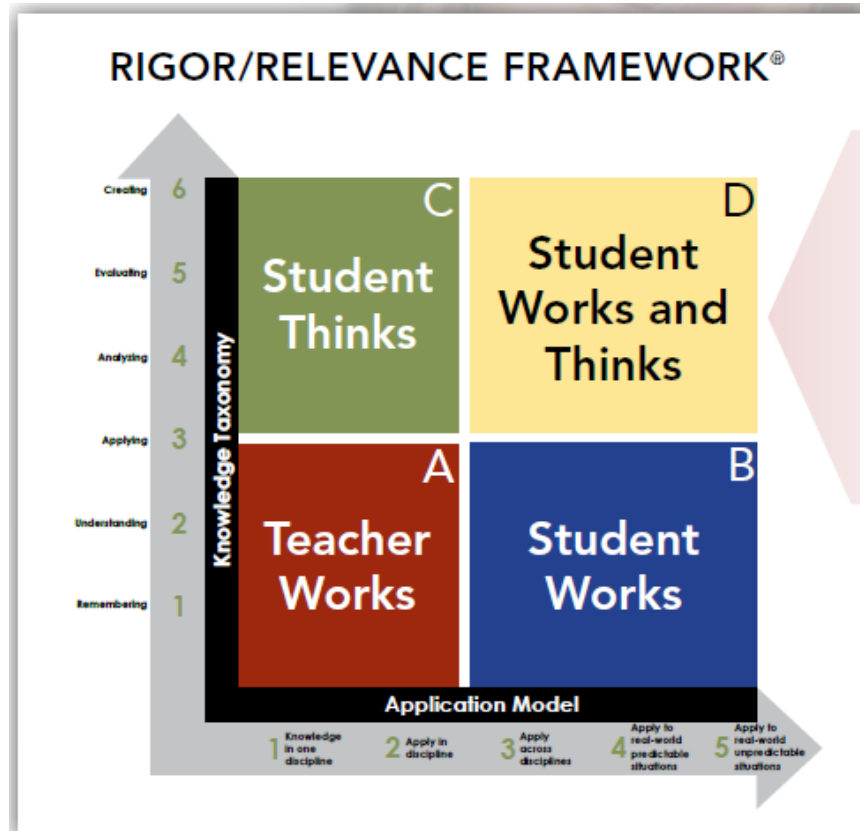 RIGOR/RELEVANCE FRAMEWORK®
Creating 6
Evaluating 5
Analyzing 4
Applying 3
Understanding 2
Remembering 1
Knowledge Taxonomy
C
Student
Thinks
D
Student
Works and
Thinks
A
Teacher
Works
B
Student
Works
Application Model
1 Knowledge
in one
discipline
2 Apply in
discipline
3 Apply
across
disciplines
4 Apply to
real-world
predictable
situations
5 Apply to
real-world
unpredictable
situations